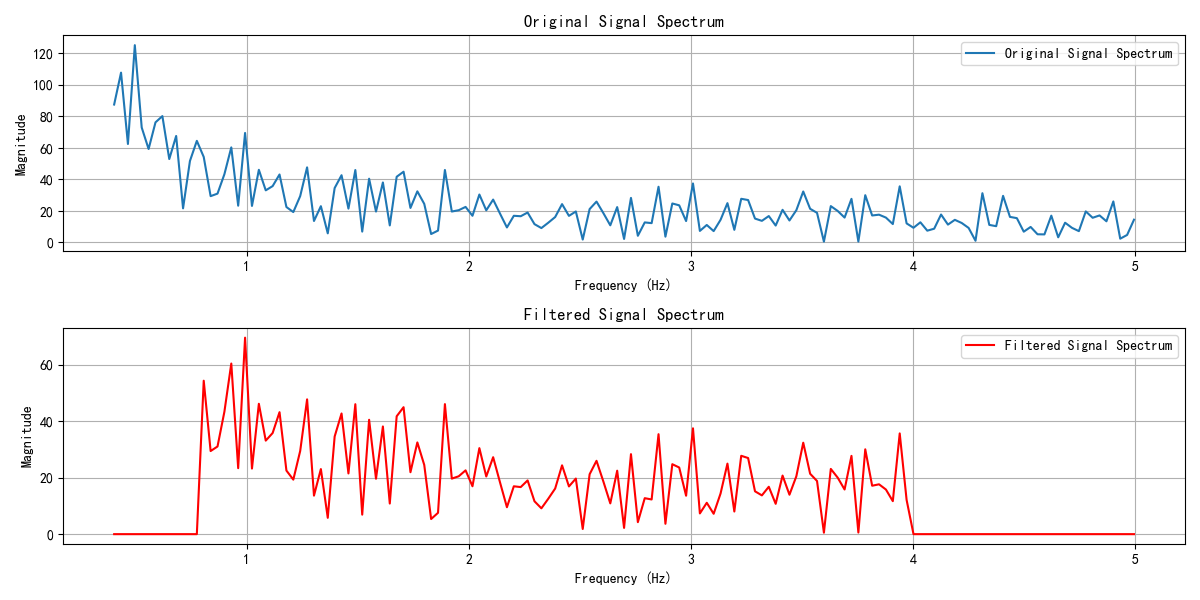 Original Signal Spectrum
Original Signal Spectrum
Magnitude
120
100
80
60
40
20
0
1
2
3
4
5
Frequency (Hz)
Filtered Signal Spectrum
Filtered Signal Spectrum
Magnitude
60
40
20
0
1
2
3
4
5
Frequency (Hz)